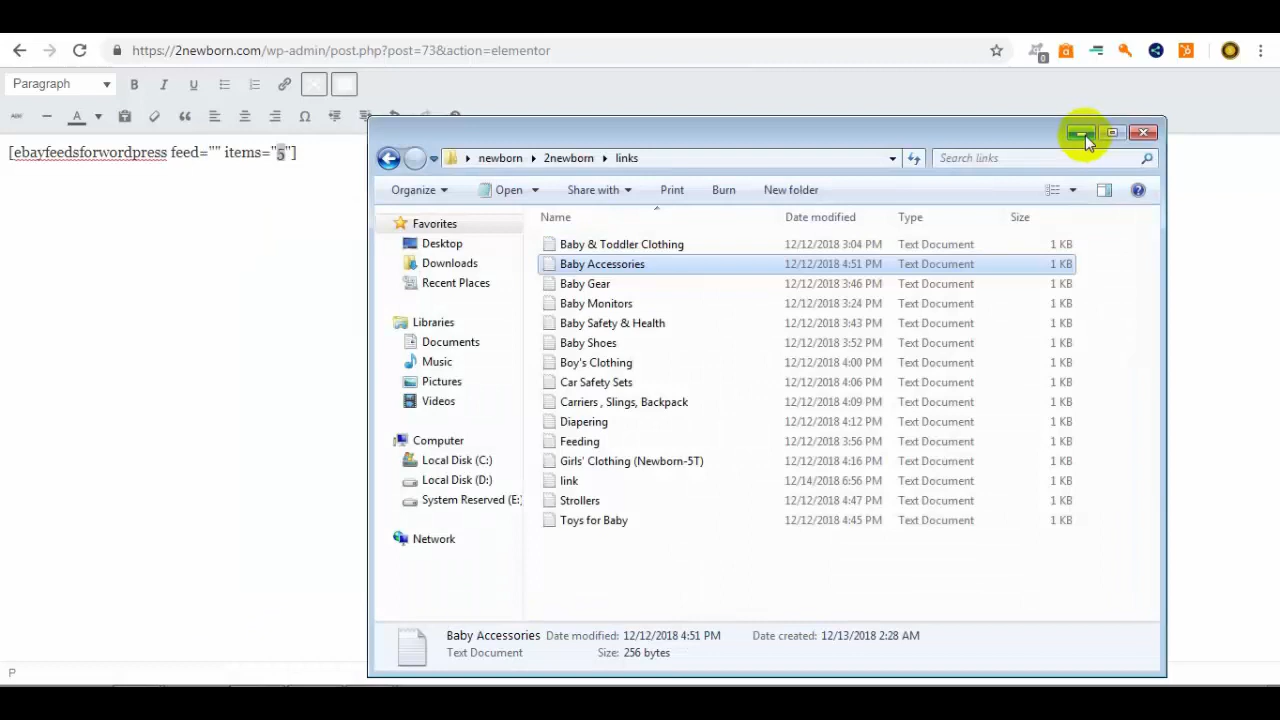 https://2newborn.com/wp-admin/post.php?post=73&action=elementor
0
Paragraph
B I U
A
[ebayfeedsforwordpress feed="" items="5"]
newborn 2newborn links
Search links
Organize Open Share with Print Burn New folder
Name Date modified Type Size
Favorites
Desktop
Downloads
Recent Places
Libraries
Documents
Music
Pictures
Videos
Computer
Local Disk (C:)
Local Disk (D:)
System Reserved (E:
Network
Baby & Toddler Clothing 12/12/2018 3:04 PM Text Document 1 KB
Baby Accessories 12/12/2018 4:51 PM Text Document 1 KB
Baby Gear 12/12/2018 3:46 PM Text Document 1 KB
Baby Monitors 12/12/2018 3:24 PM Text Document 1 KB
Baby Safety & Health 12/12/2018 3:43 PM Text Document 1 KB
Baby Shoes 12/12/2018 3:52 PM Text Document 1 KB
Boy's Clothing 12/12/2018 4:00 PM Text Document 1 KB
Car Safety Sets 12/12/2018 4:06 PM Text Document 1 KB
Carriers , Slings, Backpack 12/12/2018 4:09 PM Text Document 1 KB
Diapering 12/12/2018 4:12 PM Text Document 1 KB
Feeding 12/12/2018 3:56 PM Text Document 1 KB
Girls' Clothing (Newborn-5T) 12/12/2018 4:16 PM Text Document 1 KB
link 12/14/2018 6:56 PM Text Document 1 KB
Strollers 12/12/2018 4:47 PM Text Document 1 KB
Toys for Baby 12/12/2018 4:45 PM Text Document 1 KB
Baby Accessories Date modified: 12/12/2018 4:51 PM Date created: 12/13/2018 2:28 AM
Text Document Size: 256 bytes
P